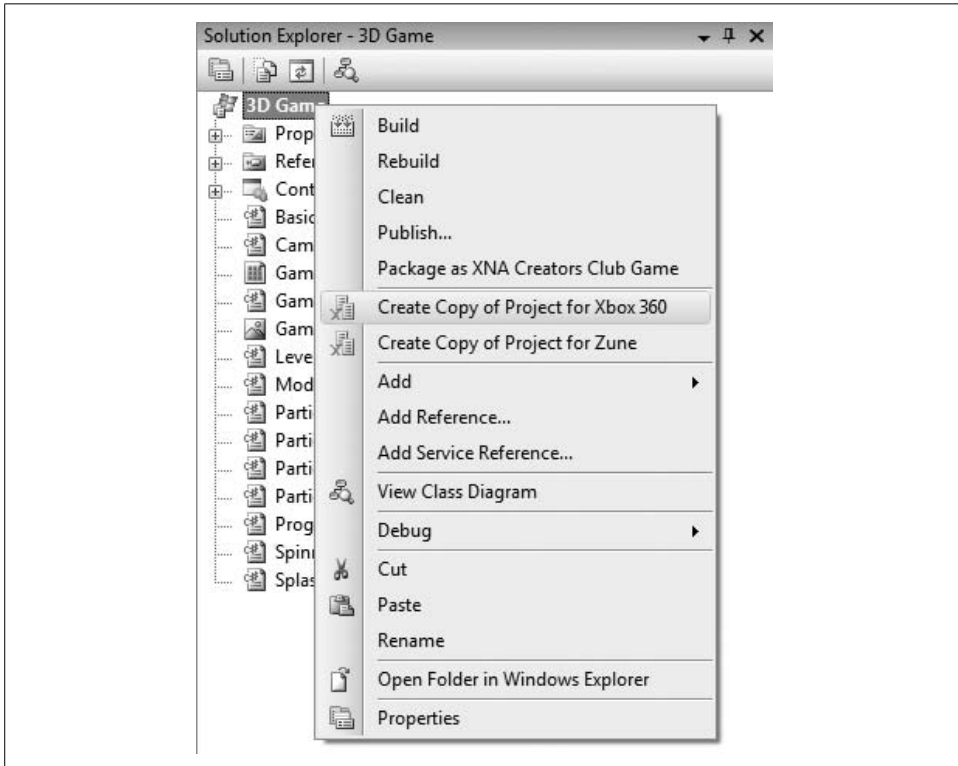 Solution Explorer - 3D Game
3D Game
Prop
Refe
Cont
Basic
Cam
Gam
Gam
Gam
Leve
Mod
Parti
Parti
Parti
Parti
Prog
Spin
Splas
Build
Rebuild
Clean
Publish...
Package as XNA Creators Club Game
Create Copy of Project for Xbox 360
Create Copy of Project for Zune
Add
Add Reference...
Add Service Reference...
View Class Diagram
Debug
Cut
Paste
Rename
Open Folder in Windows Explorer
Properties